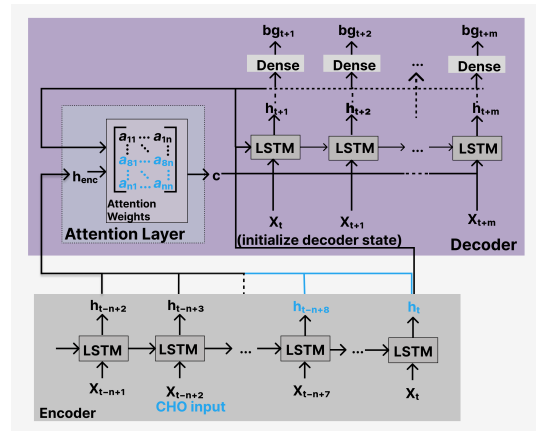 bgt+1 bgt+2 bgt+m
Dense Dense ... Dense
ht+1 ht+2 ht+m
LSTM LSTM ... LSTM
a11 ... a1n
a81 ... a8n
an1 ... ann
henc
Attention
Weights
Attention Layer
c
Xt Xt+1 Xt+m
(initialize decoder state)
Decoder
ht-n+2 ht-n+3 ht-n+8 ht
LSTM LSTM ... LSTM ... LSTM
Xt-n+1 Xt-n+2 Xt-n+7 Xt
CHO input
Encoder